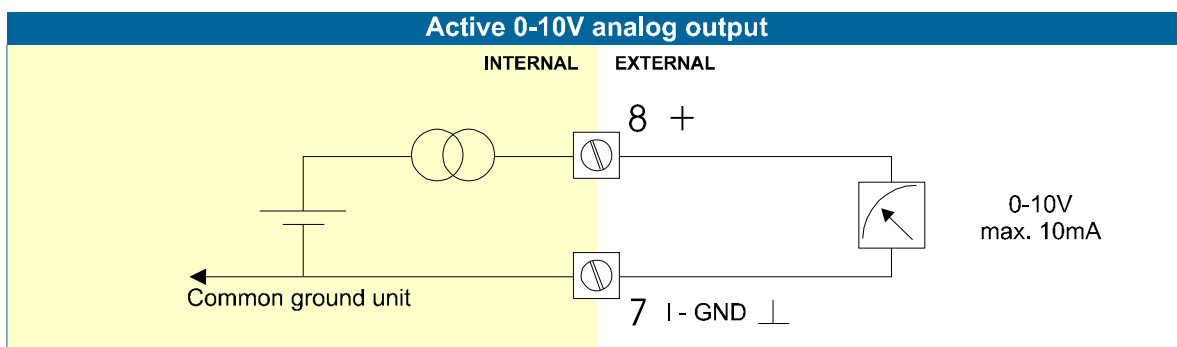 Active 0-10V analog output
INTERNAL EXTERNAL
8 +
0-10V
max. 10mA
Common ground unit
7 I - GND ⊥